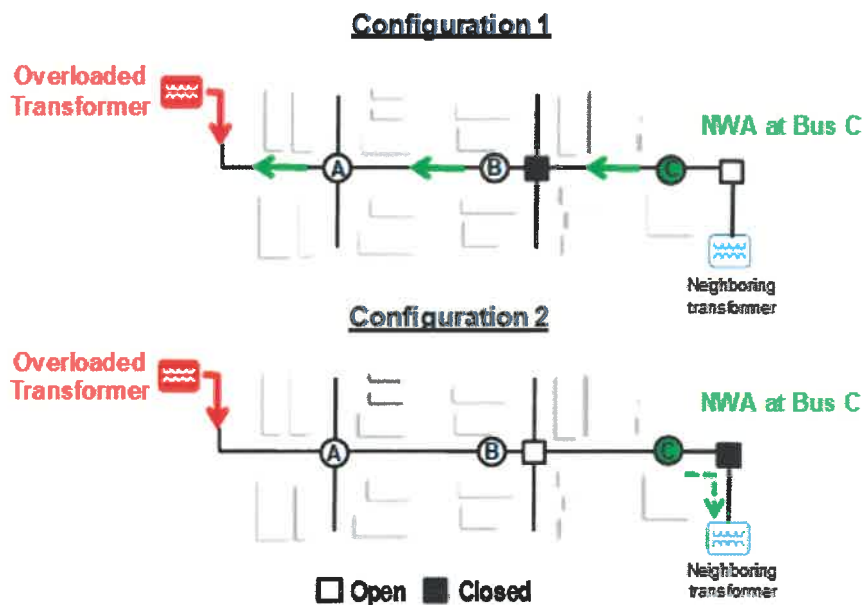 Configuration 1
Overloaded
Transformer
NWA at Bus C
A
B
C
Neighboring
transformer
Configuration 2
Overloaded
Transformer
NWA at Bus C
A
B
C
Neighboring
transformer
Open
Closed